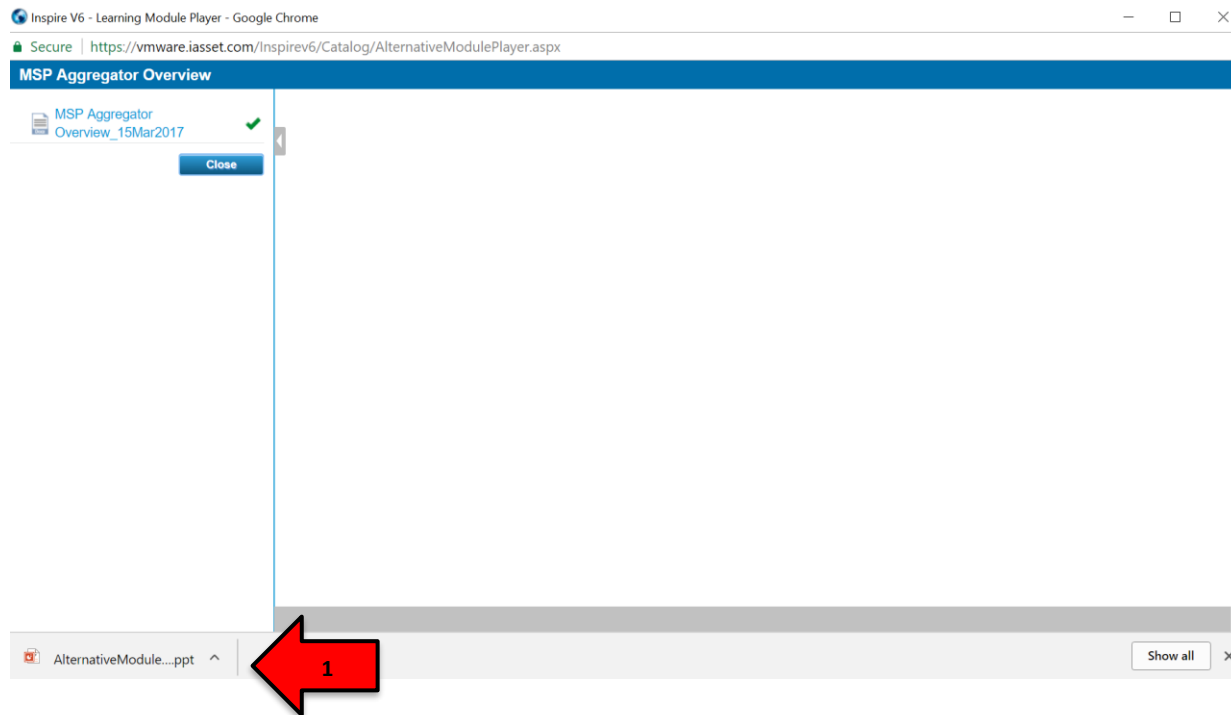 Inspire V6 - Learning Module Player - Google Chrome
Secure | https://vmware.iasset.com/Inspirev6/Catalog/AlternativeModulePlayer.aspx
MSP Aggregator Overview
MSP Aggregator
Overview_15Mar2017
Close
AlternativeModule....ppt
1
Show all